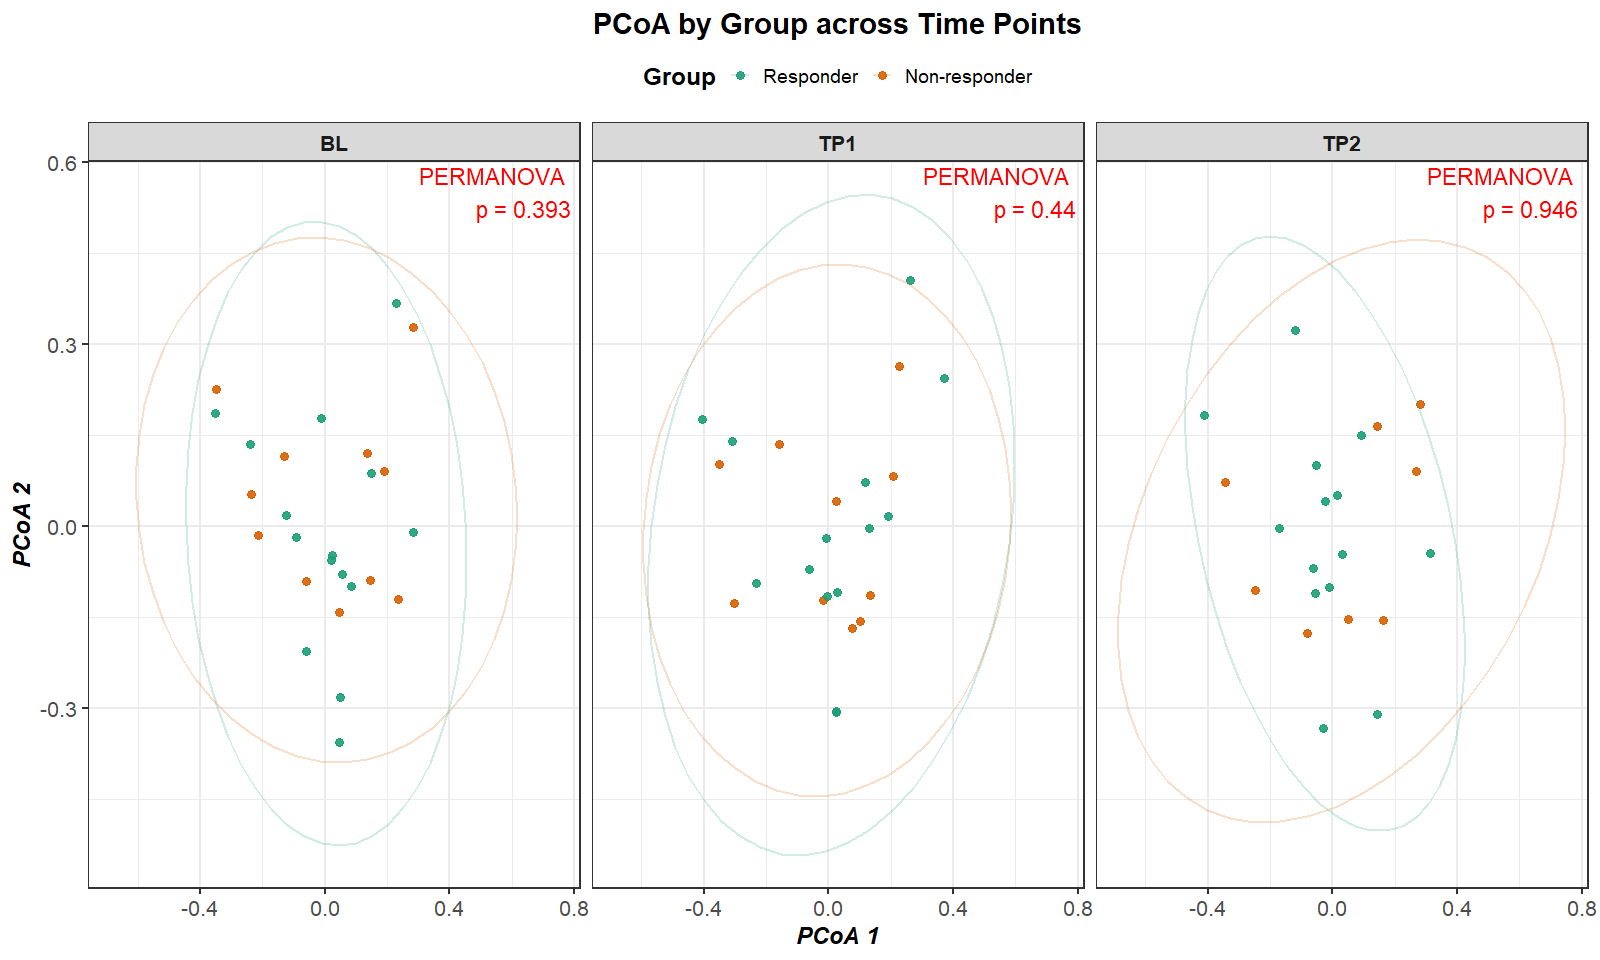 PCoA by Group across Time Points
Group Responder Non-responder
BL TP1 TP2
PERMANOVA PERMANOVA PERMANOVA
p = 0.393 p = 0.44 p = 0.946
0.6
0.3
0.0
-0.3
PCoA 2
-0.4 0.0 0.4 0.8 -0.4 0.0 0.4 0.8 -0.4 0.0 0.4 0.8
PCoA 1